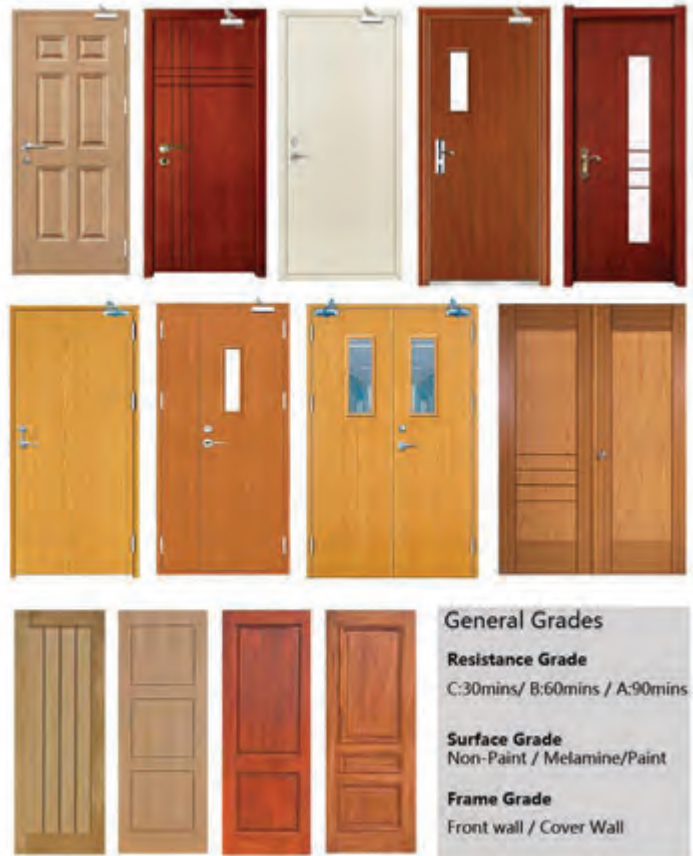 General Grades
Resistance Grade
C:30mins/ B:60mins / A:90mins
Surface Grade
Non-Paint / Melamine/Paint
Frame Grade
Front wall / Cover Wall